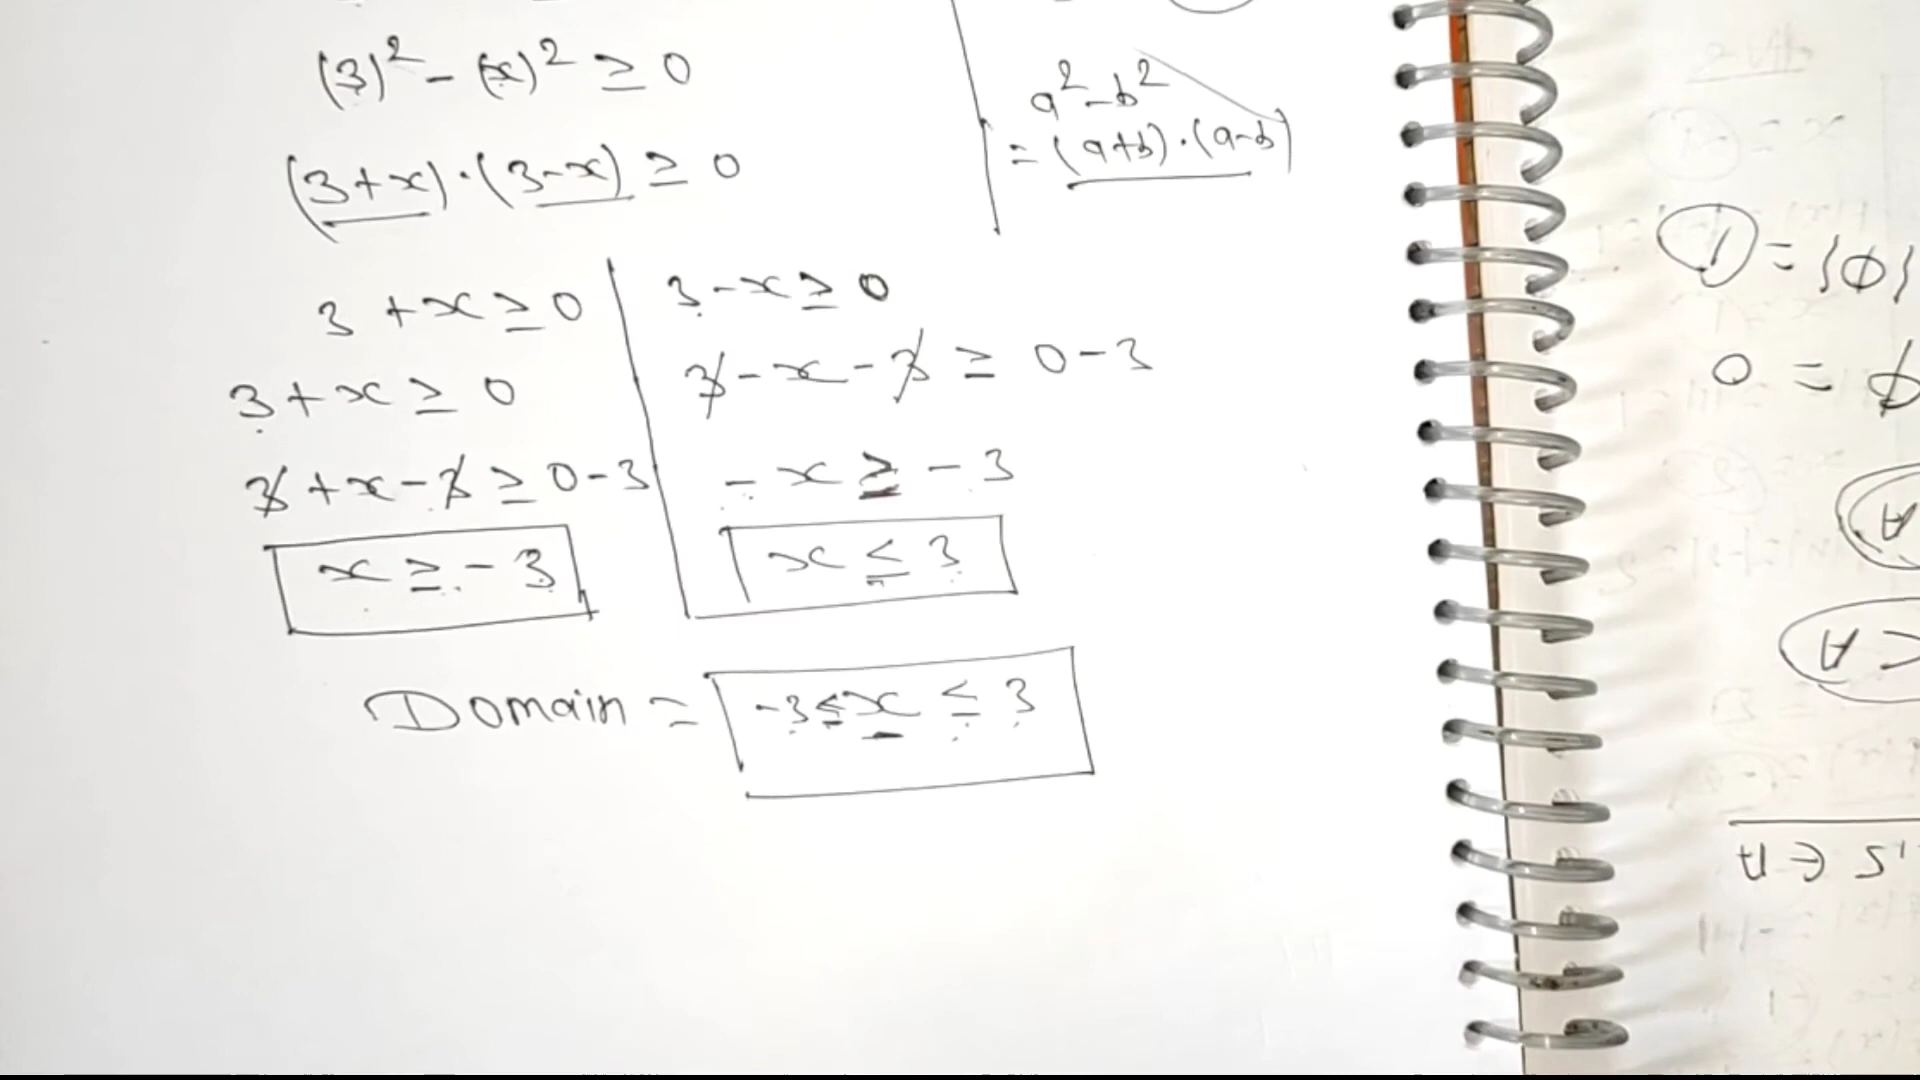 (3)² - (x)² ≥ 0
(3+x)·(3-x) ≥ 0
a² - b²
= (a+b)·(a-b)
3 + x ≥ 0
3 + x ≥ 0
3 + x - 3 ≥ 0 - 3
x ≥ - 3
3 - x ≥ 0
3 - x - 3 ≥ 0 - 3
- x ≥ - 3
x ≤ 3
Domain = -3 ≤ x ≤ 3